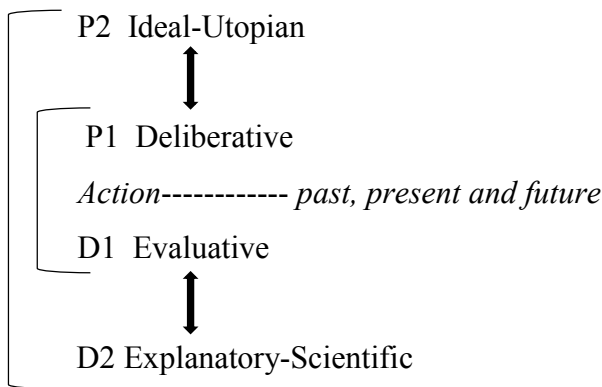 P2 Ideal-Utopian
P1 Deliberative
Action------------ past, present and future
D1 Evaluative
D2 Explanatory-Scientific